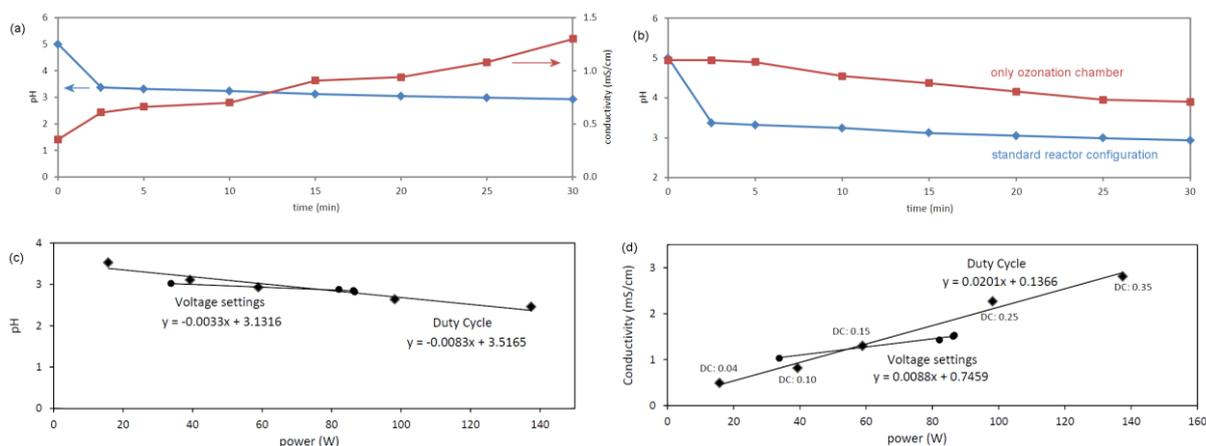 (a)
6
5
4
3
2
1
0
pH
1.5
1.0
0.5
0.0
conductivity (mS/cm)
0 5 10 15 20 25 30
time (min)
(b)
6
5
4
3
2
pH
only ozonation chamber
standard reactor configuration
0 5 10 15 20 25 30
time (min)
(c)
4
3
2
1
0
pH
Voltage settings
y = -0.0033x + 3.1316
Duty Cycle
y = -0.0083x + 3.5165
0 20 40 60 80 100 120 140
power (W)
(d)
3
2
1
0
Conductivity (mS/cm)
Duty Cycle
y = 0.0201x + 0.1366
DC: 0.35
DC: 0.25
DC: 0.15
DC: 0.04
DC: 0.10
Voltage settings
y = 0.0088x + 0.7459
0 20 40 60 80 100 120 140 160
power (W)